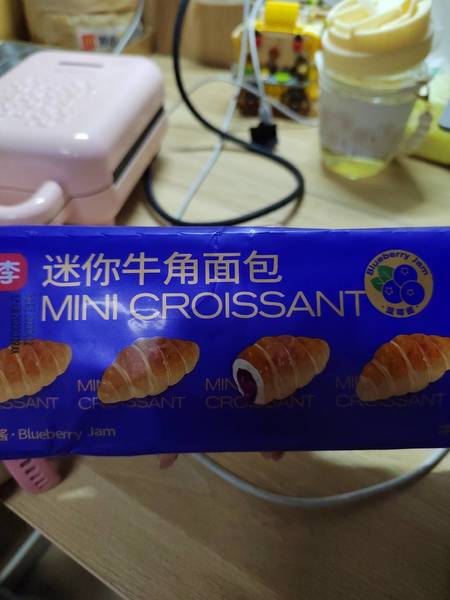 李
迷你牛角面包
MINI CROISSANT
Blueberry Jam
蓝莓酱
MINI
CROISSANT
MINI
CROISSANT
MINI
CROISSANT
酱·Blueberry Jam